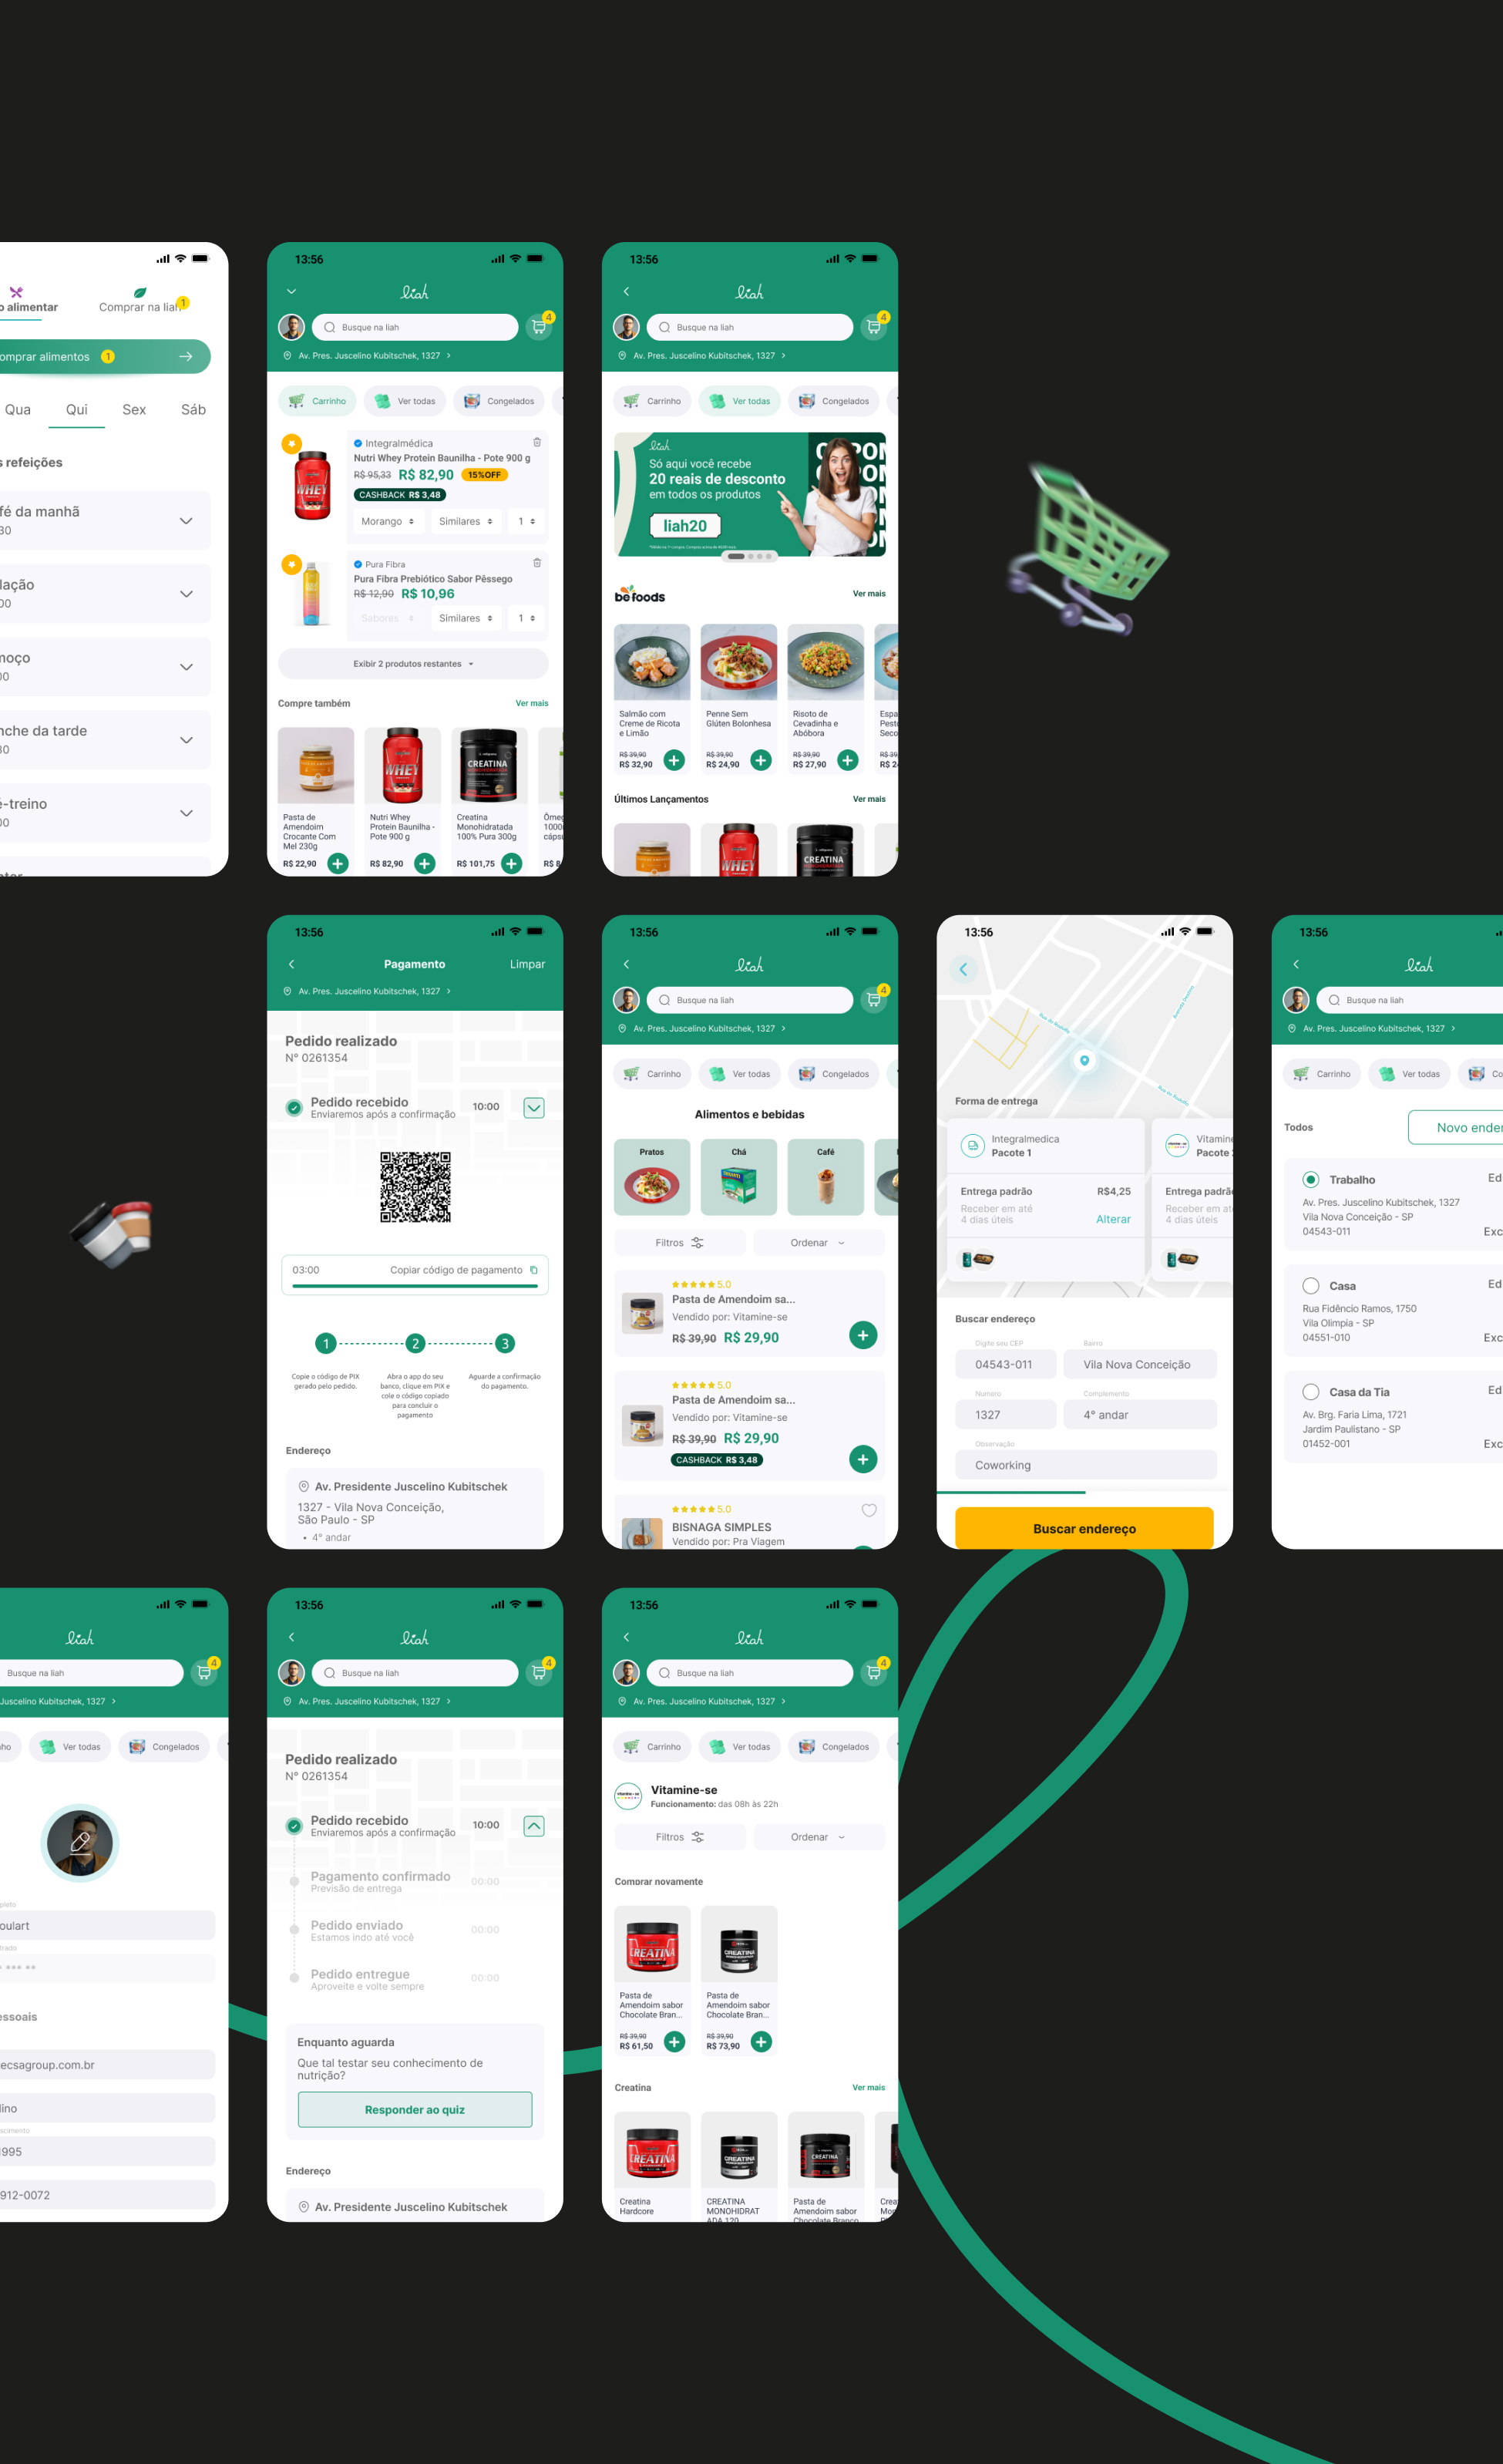 o alimentar
Comprar na liah
1
omprar alimentos
1
Qua
Qui
Sex
Sáb
s refeições
fé da manhã
30
lação
00
moço
00
nche da tarde
30
é-treino
00
13:56
liah
Busque na liah
4
Av. Pres. Juscelino Kubitschek, 1327
Carrinho
Ver todas
Congelados
Integralmédica
Nutri Whey Protein Baunilha - Pote 900 g
R$ 95,33 R$ 82,90 15%OFF
CASHBACK R$ 3,48
Morango
Similares
1
WHEY
Pura Fibra
Pura Fibra Prebiótico Sabor Pêssego
R$ 12,90 R$ 10,96
Sabores
Similares
1
Exibir 2 produtos restantes
Compre também
Ver mais
WHEY
CREATINA
Pasta de
Amendoim
Crocante Com
Mel 230g
R$ 22,90
Nutri Whey
Protein Baunilha -
Pote 900 g
R$ 82,90
Creatina
Monohidratada
100% Pura 300g
R$ 101,75
Ôme
1000
cáps
R$ 8
13:56
liah
Busque na liah
4
Av. Pres. Juscelino Kubitschek, 1327
Carrinho
Ver todas
Congelados
liah
Só aqui você recebe
20 reais de desconto
em todos os produtos
liah20
be foods
Ver mais
Salmão com
Creme de Ricota
e Limão
R$ 39,90
R$ 32,90
Penne Sem
Glúten Bolonhesa
R$ 39,90
R$ 24,90
Risoto de
Cevadinha e
Abóbora
R$ 39,90
R$ 27,90
Espa
Pest
Seco
R$ 39
R$ 2
Últimos Lançamentos
Ver mais
WHEY
CREATINA
13:56
Pagamento
Limpar
Av. Pres. Juscelino Kubitschek, 1327
Pedido realizado
N° 0261354
Pedido recebido
Enviaremos após a confirmação
10:00
03:00
Copiar código de pagamento
1
2
3
Copie o código de PIX
gerado pelo pedido.
Abra o app do seu
banco, clique em PIX e
cole o código copiado
para concluir o
pagamento
Aguarde a confirmação
do pagamento.
Endereço
Av. Presidente Juscelino Kubitschek
1327 - Vila Nova Conceição,
São Paulo - SP
• 4° andar
13:56
liah
Busque na liah
4
Av. Pres. Juscelino Kubitschek, 1327
Carrinho
Ver todas
Congelados
Alimentos e bebidas
Pratos
Chá
Café
Filtros
Ordenar
5.0
Pasta de Amendoim sa...
Vendido por: Vitamine-se
R$ 39,90 R$ 29,90
5.0
Pasta de Amendoim sa...
Vendido por: Vitamine-se
R$ 39,90 R$ 29,90
CASHBACK R$ 3,48
5.0
BISNAGA SIMPLES
Vendido por: Pra Viagem
13:56
Forma de entrega
Integralmedica
Pacote 1
Entrega padrão
R$4,25
Receber em até
4 dias úteis
Alterar
Vitamine
Pacote
Entrega padrã
Receber em at
4 dias úteis
Buscar endereço
Digite seu CEP
04543-011
Bairro
Vila Nova Conceição
Numero
1327
Complemento
4° andar
Observação
Coworking
Buscar endereço
13:56
liah
Busque na liah
Av. Pres. Juscelino Kubitschek, 1327
Carrinho
Ver todas
Co
Todos
Novo ender
Trabalho
Ed
Av. Pres. Juscelino Kubitschek, 1327
Vila Nova Conceição - SP
04543-011
Exc
Casa
Ed
Rua Fidêncio Ramos, 1750
Vila Olimpia - SP
04551-010
Exc
Casa da Tia
Ed
Av. Brg. Faria Lima, 1721
Jardim Paulistano - SP
01452-001
Exc
liah
Busque na liah
4
Juscelino Kubitschek, 1327
ho
Ver todas
Congelados
pleto
oulart
trado
* *** **
essoais
ecsagroup.com.br
lino
scimento
1995
912-0072
13:56
liah
Busque na liah
4
Av. Pres. Juscelino Kubitschek, 1327
Pedido realizado
N° 0261354
Pedido recebido
Enviaremos após a confirmação
10:00
Pagamento confirmado
Previsão de entrega
00:00
Pedido enviado
Estamos indo até você
00:00
Pedido entregue
Aproveite e volte sempre
00:00
Enquanto aguarda
Que tal testar seu conhecimento de
nutrição?
Responder ao quiz
Endereço
Av. Presidente Juscelino Kubitschek
13:56
liah
Busque na liah
4
Av. Pres. Juscelino Kubitschek, 1327
Carrinho
Ver todas
Congelados
Vitamine-se
Funcionamento: das 08h às 22h
Filtros
Ordenar
Comprar novamente
CREATINA
CREATINA
Pasta de
Amendoim sabor
Chocolate Bran...
R$ 39,90
R$ 61,50
Pasta de
Amendoim sabor
Chocolate Bran...
R$ 39,90
R$ 73,90
Creatina
Ver mais
CREATINA
CREATINA
CREATINA
Creatina
Hardcore
CREATINA
MONOHIDRAT
ADA 120
Pasta de
Amendoim sabor
Chocolate Branco
Crea
Mo